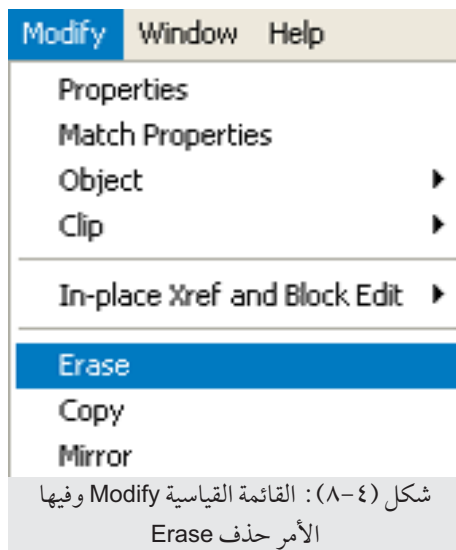 Modify Window Help
Properties
Match Properties
Object
Clip
In-place Xref and Block Edit
Erase
Copy
Mirror
شكل (٤-٨): القائمة القياسية Modify وفيها
الأمر حذف Erase